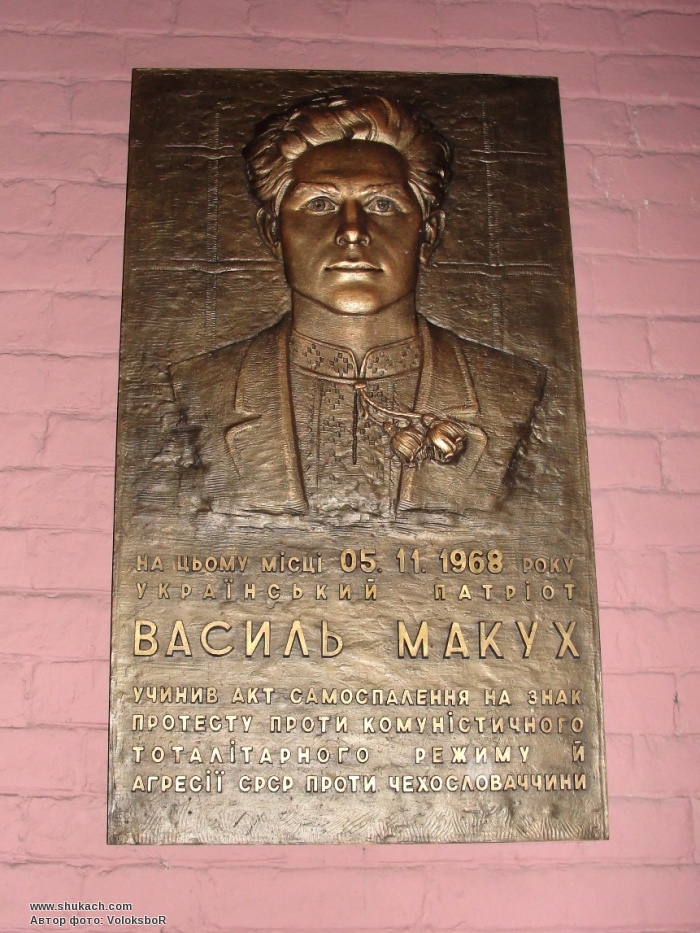 НА ЦЬОМУ МІСЦІ 05. 11. 1968 РОКУ
УКРАЇНСЬКИЙ ПАТРІОТ
ВАСИЛЬ МАКУХ
УЧИНИВ АКТ САМОСПАЛЕННЯ НА ЗНАК
ПРОТЕСТУ ПРОТИ КОМУНІСТИЧНОГО
ТОТАЛІТАРНОГО РЕЖИМУ Й
АГРЕСІЇ СРСР ПРОТИ ЧЕХОСЛОВАЧЧИНИ
www.shukach.com
Автор фото: VoloksboR